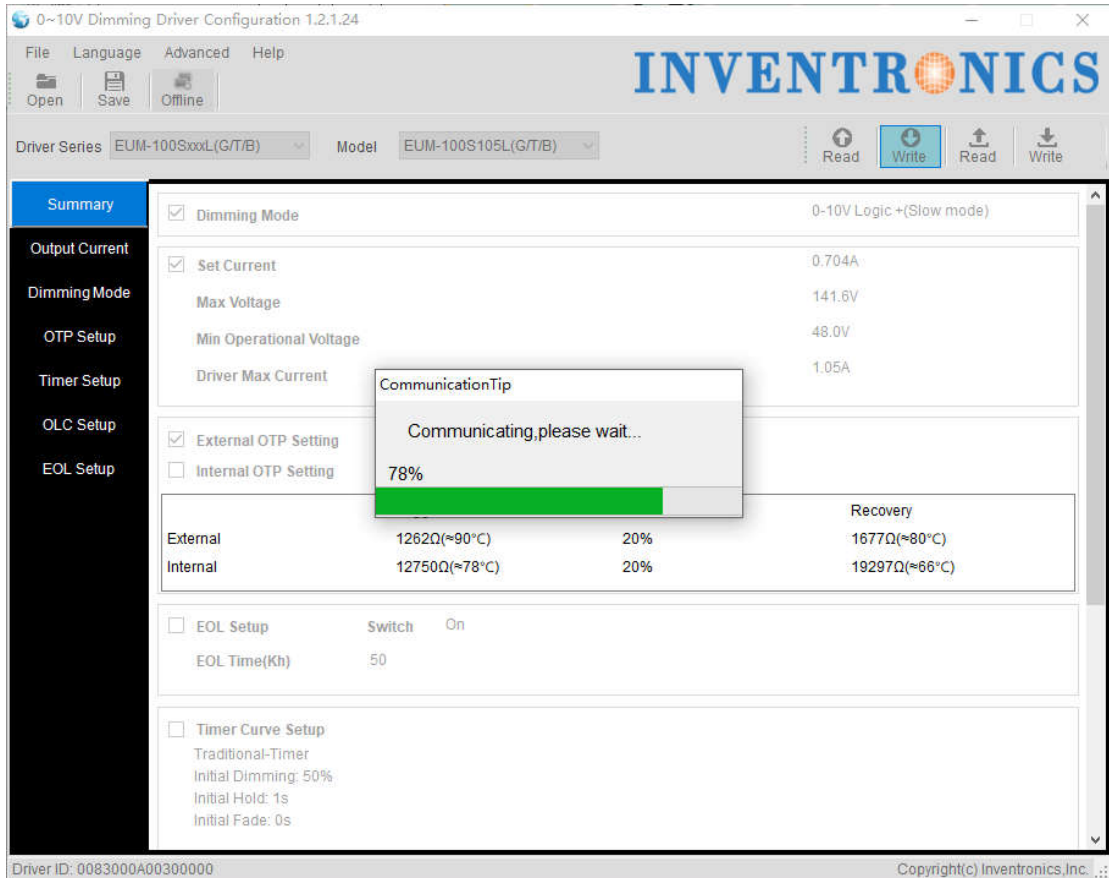 0~10V Dimming Driver Configuration 1.2.1.24
File Language Advanced Help
INVENTRONICS
Open Save Offline
Driver Series EUM-100SxxxL(G/T/B) Model EUM-100S105L(G/T/B) Read Write Read Write
Summary
Output Current
Dimming Mode
OTP Setup
Timer Setup
OLC Setup
EOL Setup
Dimming Mode 0-10V Logic +(Slow mode)
Set Current 0.704A
Max Voltage 141.6V
Min Operational Voltage 48.0V
Driver Max Current 1.05A
CommunicationTip
Communicating,please wait...
78%
External OTP Setting
Internal OTP Setting
Recovery
External 1262Ω(≈90°C) 20% 1677Ω(≈80°C)
Internal 12750Ω(≈78°C) 20% 19297Ω(≈66°C)
EOL Setup Switch On
EOL Time(Kh) 50
Timer Curve Setup
Traditional-Timer
Initial Dimming: 50%
Initial Hold: 1s
Initial Fade: 0s
Driver ID: 0083000A00300000 Copyright(c) Inventronics,Inc.